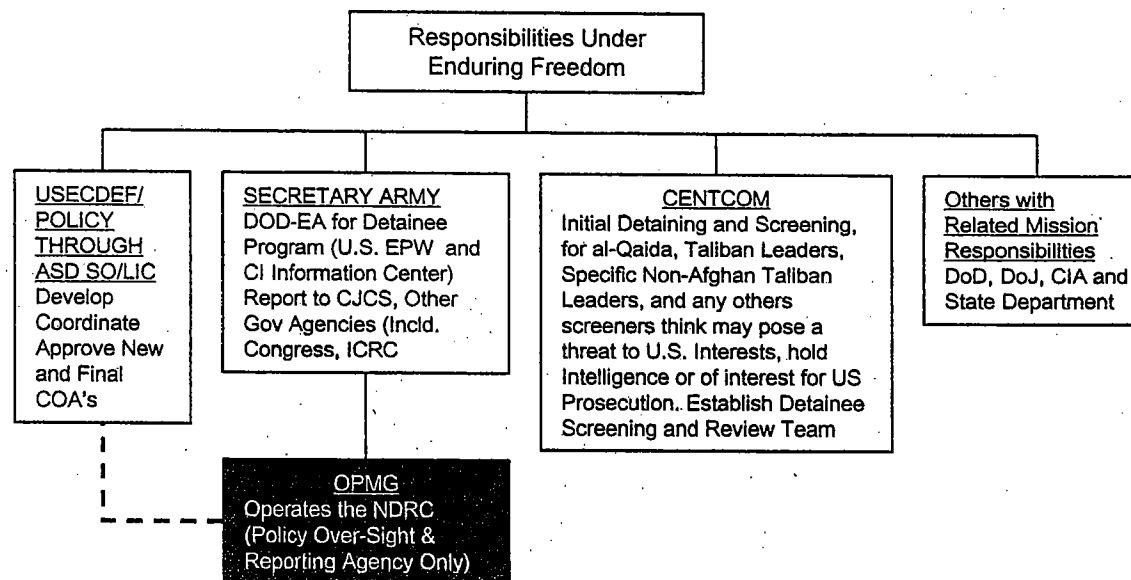 Responsibilities Under
Enduring Freedom
USECDEF/
POLICY
THROUGH
ASD SO/LIC
Develop
Coordinate
Approve New
and Final
COA's
SECRETARY ARMY
DOD-EA for Detainee
Program (U.S. EPW and
CI Information Center)
Report to CJCS, Other
Gov Agencies (Incld.
Congress, ICRC
CENTCOM
Initial Detaining and Screening,
for al-Qaida, Taliban Leaders,
Specific Non-Afghan Taliban
Leaders, and any others
screeners think may pose a
threat to U.S. Interests, hold
Intelligence or of interest for US
Prosecution. Establish Detainee
Screening and Review Team
Others with
Related Mission
Responsibilities
DoD, DoJ, CIA and
State Department
OPMG
Operates the NDRC
(Policy Over-Sight &
Reporting Agency Only)